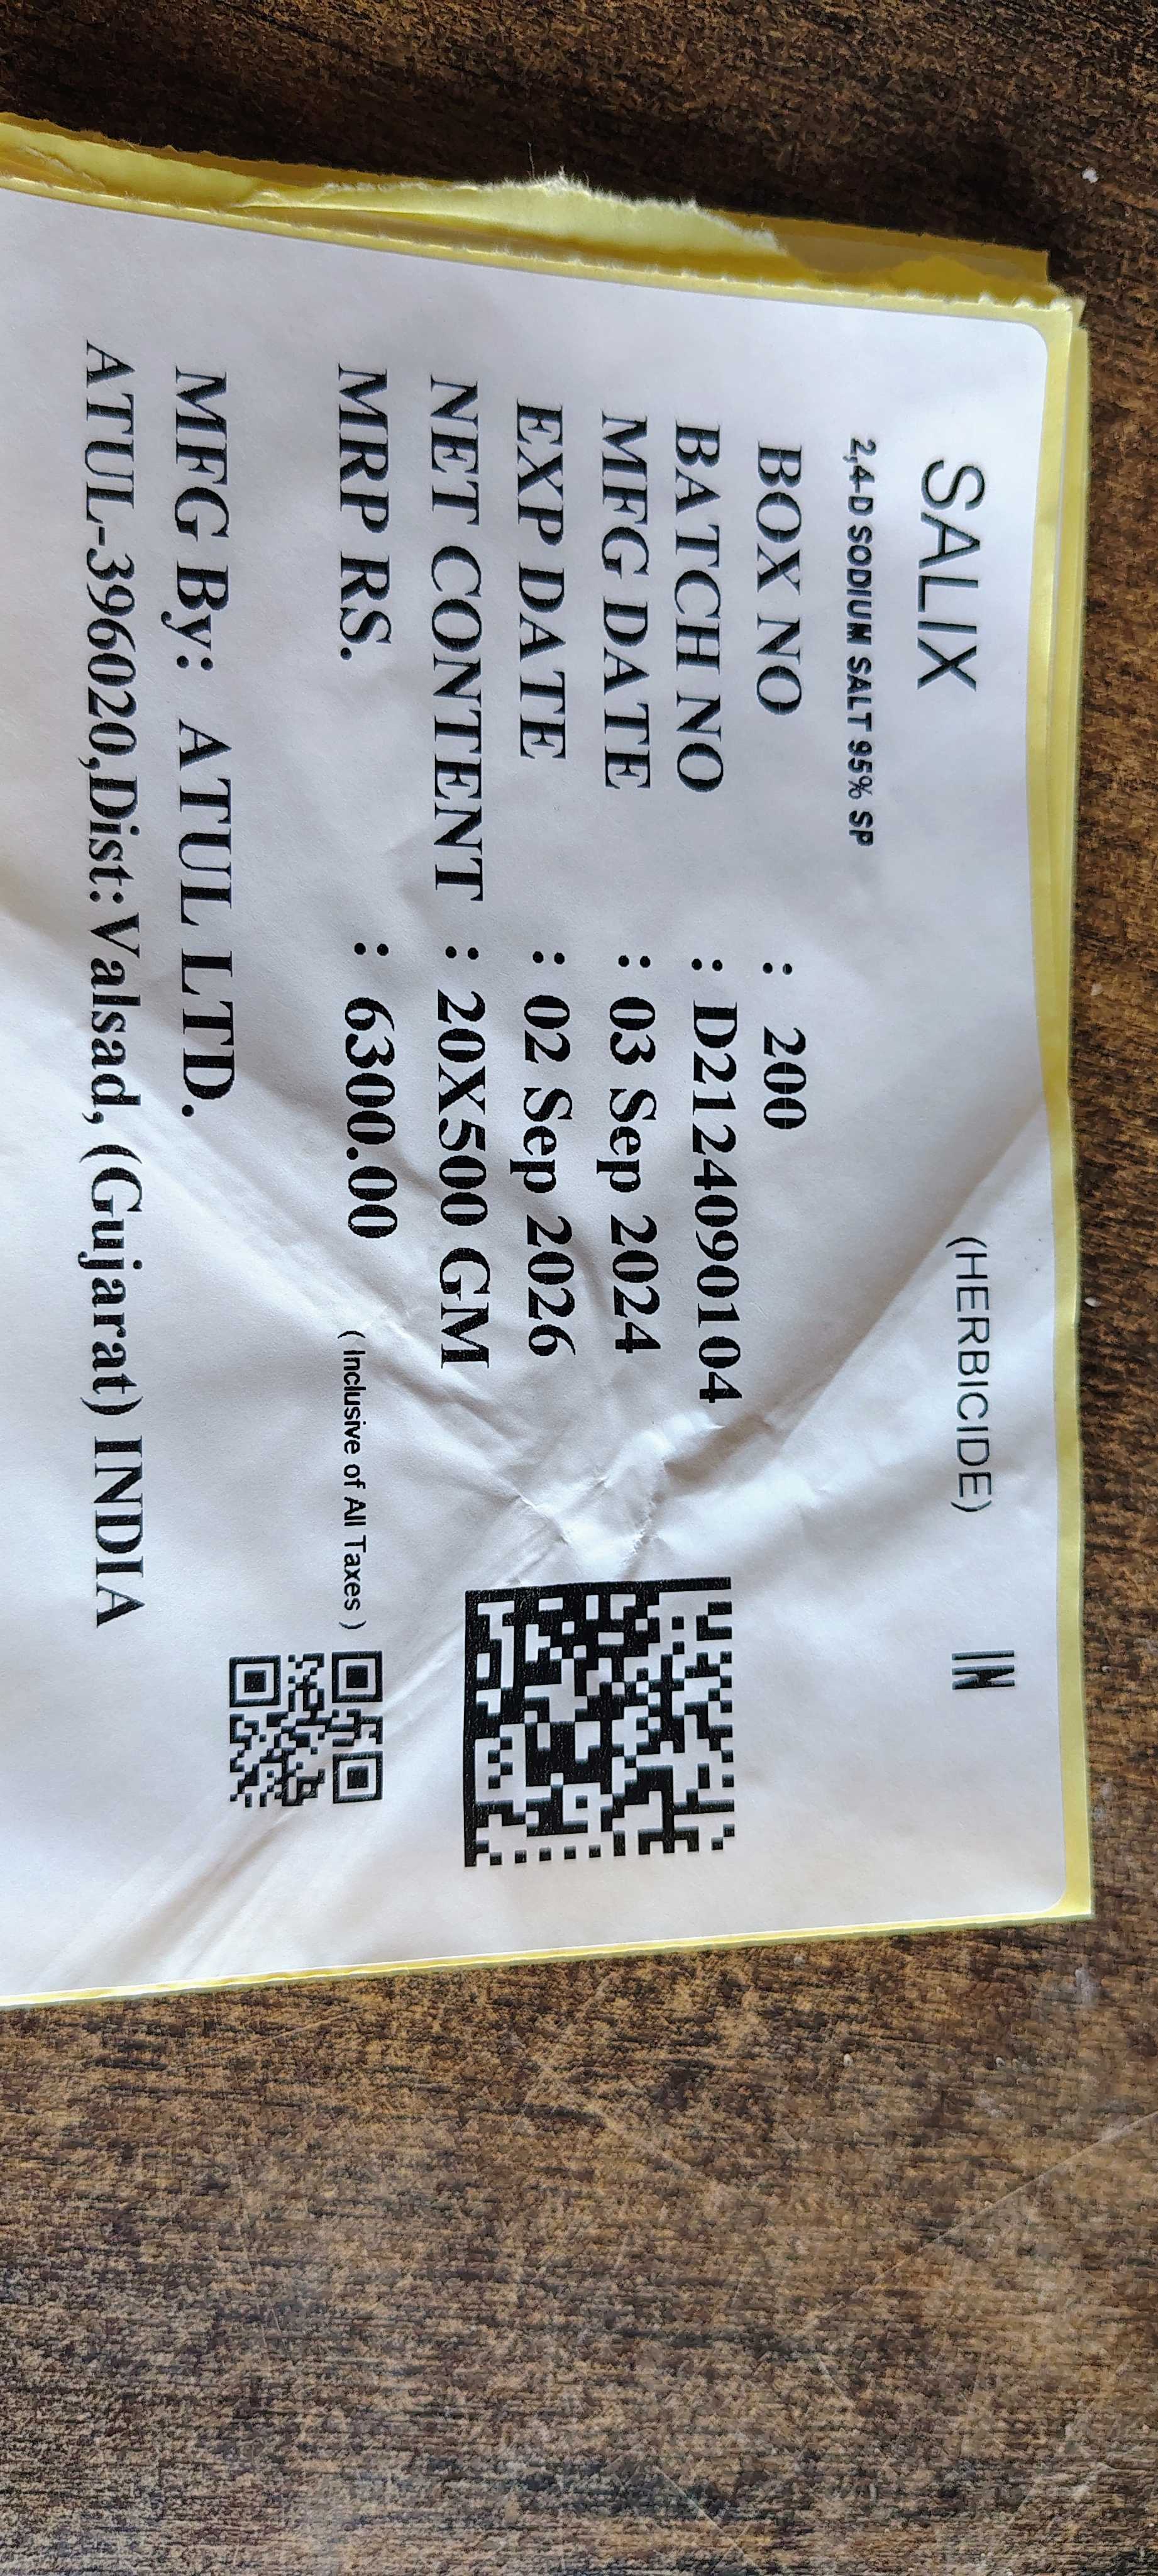 SALIX (HERBICIDE) IN
2,4-D SODIUM SALT 95% SP
BOX NO : 200
BATCH NO : D2124090104
MFG DATE : 03 Sep 2024
EXP DATE : 02 Sep 2026
NET CONTENT : 20X500 GM
MRP RS. : 6300.00 ( Inclusive of All Taxes )
MFG By: ATUL LTD.
ATUL-396020,Dist:Valsad, (Gujarat) INDIA